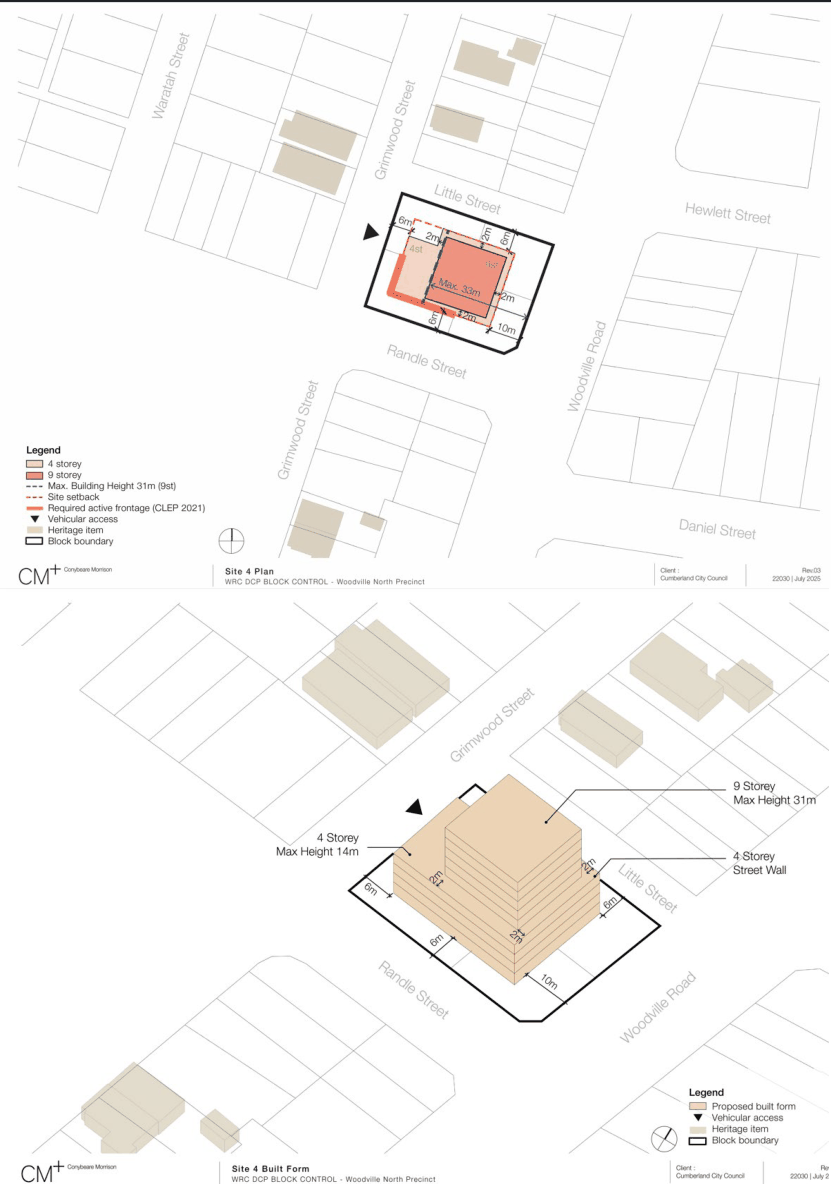 Waratah Street
Grimwood Street
Little Street
Hewlett Street
6m
2m
2m
6m
4st
4st
Max. 33m
2m
2m
6m
10m
Randle Street
Woodville Road
Grimwood Street
Daniel Street
Legend
4 storey
9 storey
Max. Building Height 31m (9st)
Site setback
Required active frontage (CLEP 2021)
Vehicular access
Heritage item
Block boundary
CM+ Conybeare Morrison
Site 4 Plan
WRC DCP BLOCK CONTROL - Woodville North Precinct
Client :
Cumberland City Council
Rev.03
22030 | July 2025
Grimwood Street
9 Storey
Max Height 31m
4 Storey
Max Height 14m
4 Storey
Street Wall
2m
2m
6m
Little Street
6m
2m
6m
10m
Randle Street
Woodville Road
Legend
Proposed built form
Vehicular access
Heritage item
Block boundary
CM+ Conybeare Morrison
Site 4 Built Form
WRC DCP BLOCK CONTROL - Woodville North Precinct
Client :
Cumberland City Council
Re
22030 | July 2